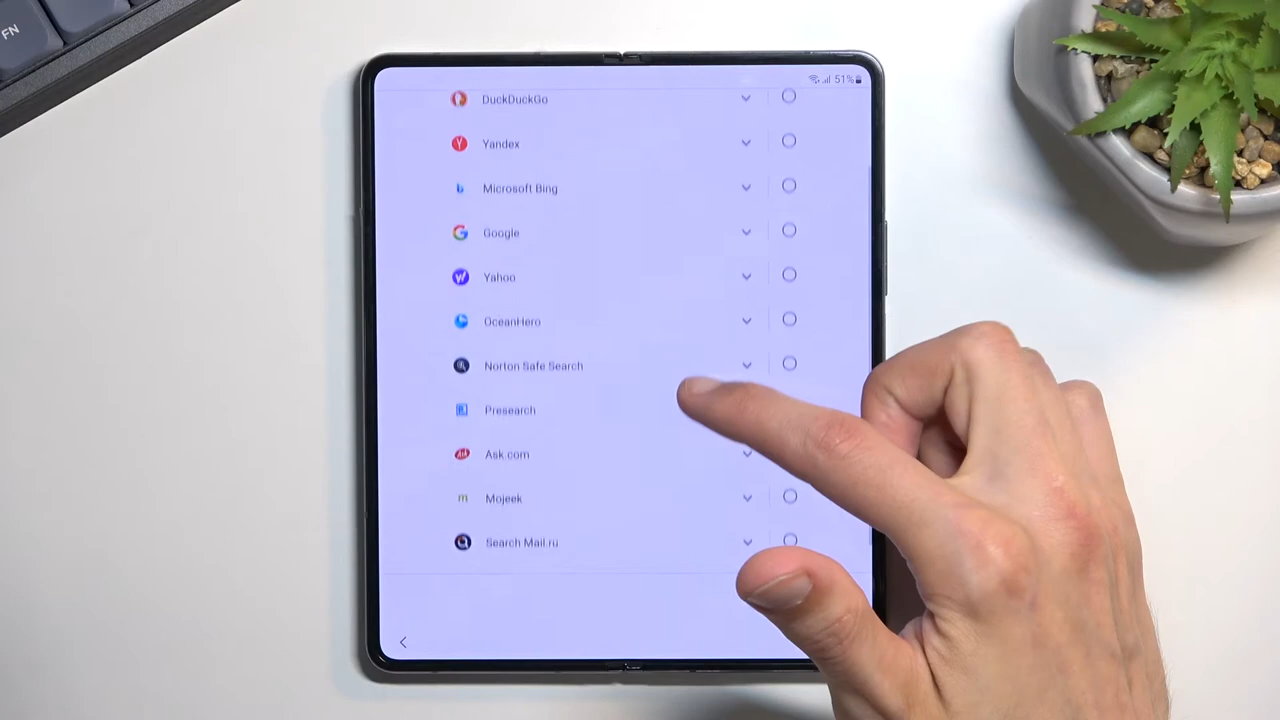 FN
51%
DuckDuckGo
Yandex
Microsoft Bing
Google
Yahoo
OceanHero
Norton Safe Search
Presearch
Ask.com
Mojeek
Search Mail.ru